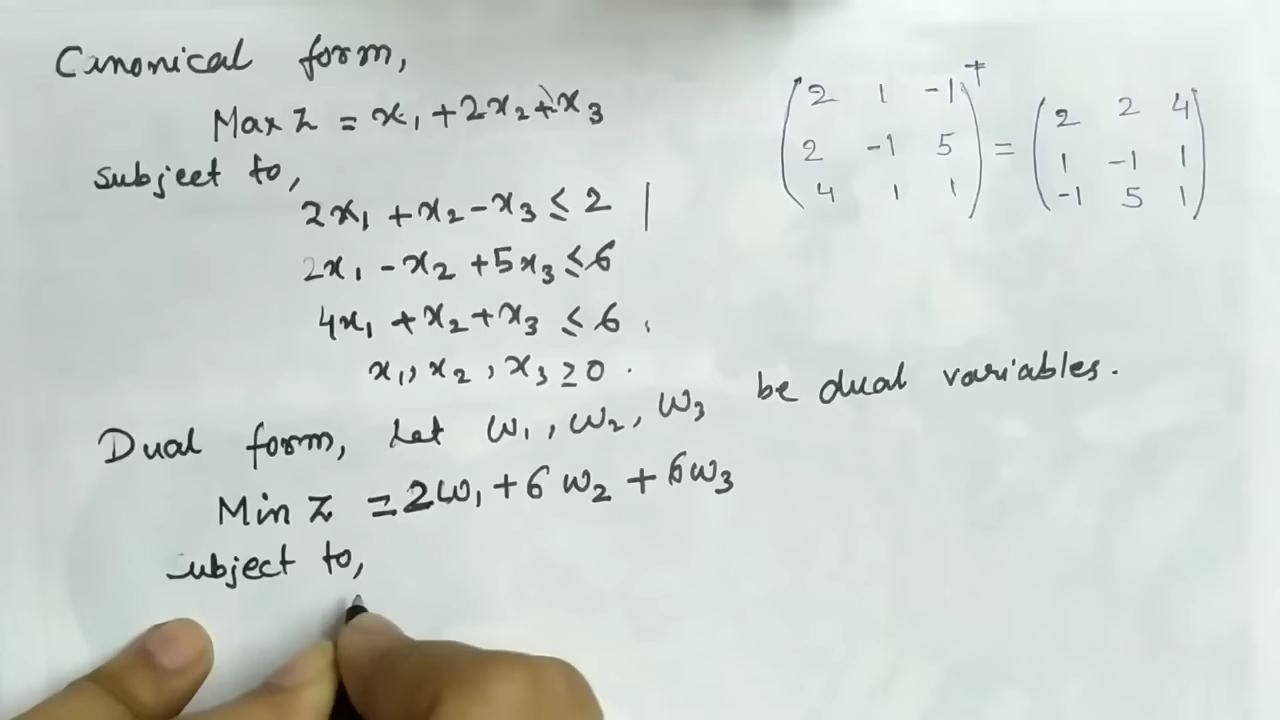 Canonical form,
Max Z = x₁ + 2x₂ + x₃
subject to,
2x₁ + x₂ - x₃ ≤ 2 |
2x₁ - x₂ + 5x₃ ≤ 6
4x₁ + x₂ + x₃ ≤ 6 .
x₁, x₂, x₃ ≥ 0 .
Dual form, Let w₁, w₂, w₃ be dual variables.
Min Z = 2w₁ + 6w₂ + 6w₃
subject to,
(2 1 -1)ᵀ (2 2 4)
(2 -1 5) = (1 -1 1)
(4 1 1) (-1 5 1)